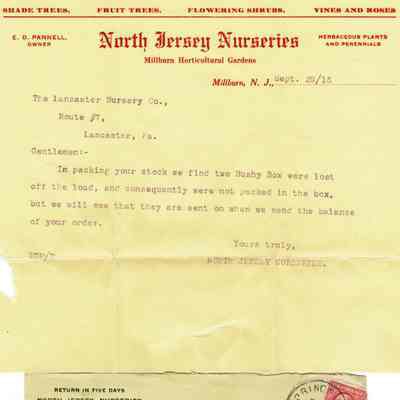 SHADE TREES. FRUIT TREES. FLOWERING SHRUBS. VINES AND ROSES
E. D. PANNELL, OWNER
North Jersey Nurseries
HERBACEOUS PLANTS AND PERENNIALS
Millburn Horticultural Gardens
Millburn, N. J., Sept. 25/13
The Lancaster Nursery Co.,
Route #7,
Lancaster, Pa.
Gentlemen:-
In packing your stock we find two Bushy Box were lost
off the load, and consequently were not packed in the box,
but we will see that they are sent on when we send the balance
of your order.
Yours truly,
NORTH JERSEY NURSERIES.
RETURN IN FIVE DAYS
NORTH JERSEY NURSERIES